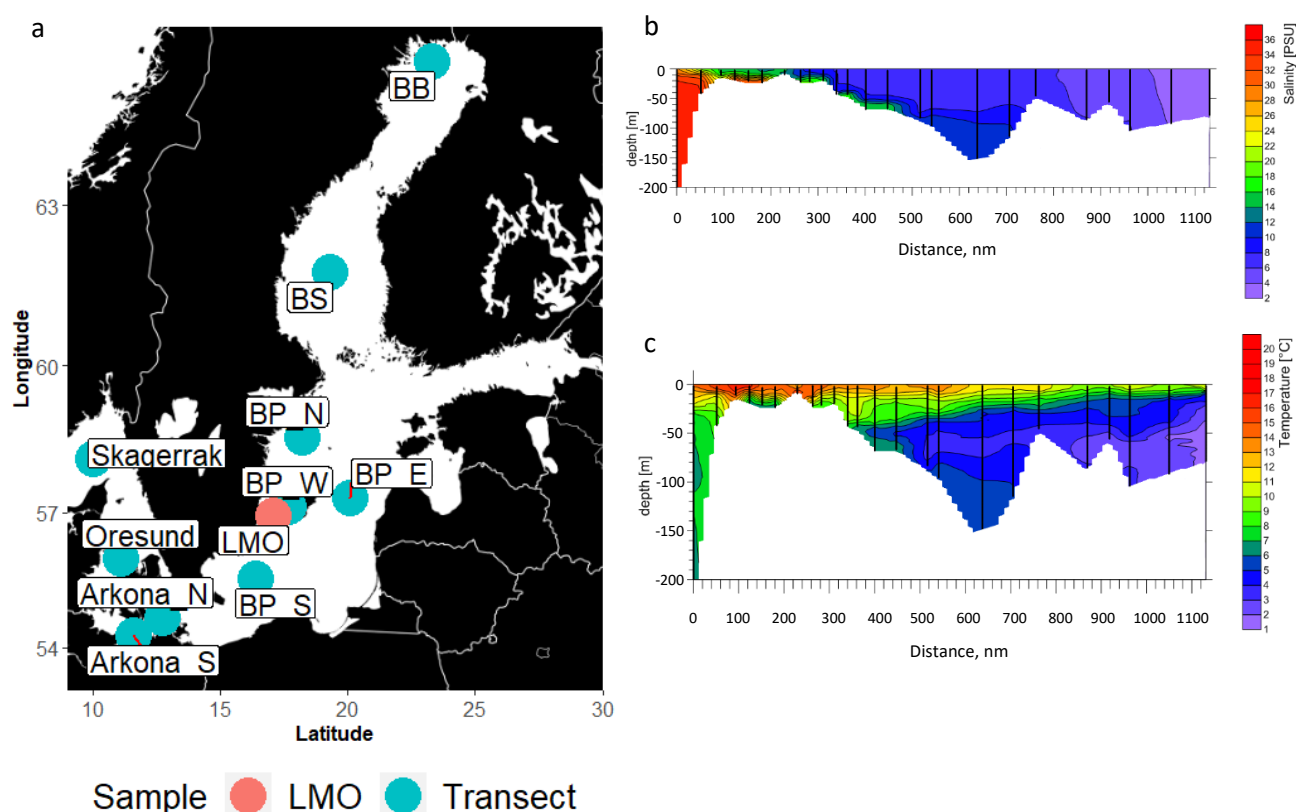 a
BB
BS
BP_N
Skagerrak
BP_W
BP_E
LMO
Oresund
Arkona_N
BP_S
Arkona_S
63
60
57
54
Longitude
10
15
20
25
30
Latitude
Sample
LMO
Transect
b
0
-50
-100
-150
-200
depth [m]
0 100 200 300 400 500 600 700 800 900 1000 1100
Distance, nm
36
34
32
30
28
26
24
22
20
18
16
14
12
10
8
6
4
2
Salinity [PSU]
c
0
-50
-100
-150
-200
depth [m]
0 100 200 300 400 500 600 700 800 900 1000 1100
Distance, nm
20
19
18
17
16
15
14
13
12
11
10
9
8
7
6
5
4
3
2
1
Temperature [°C]